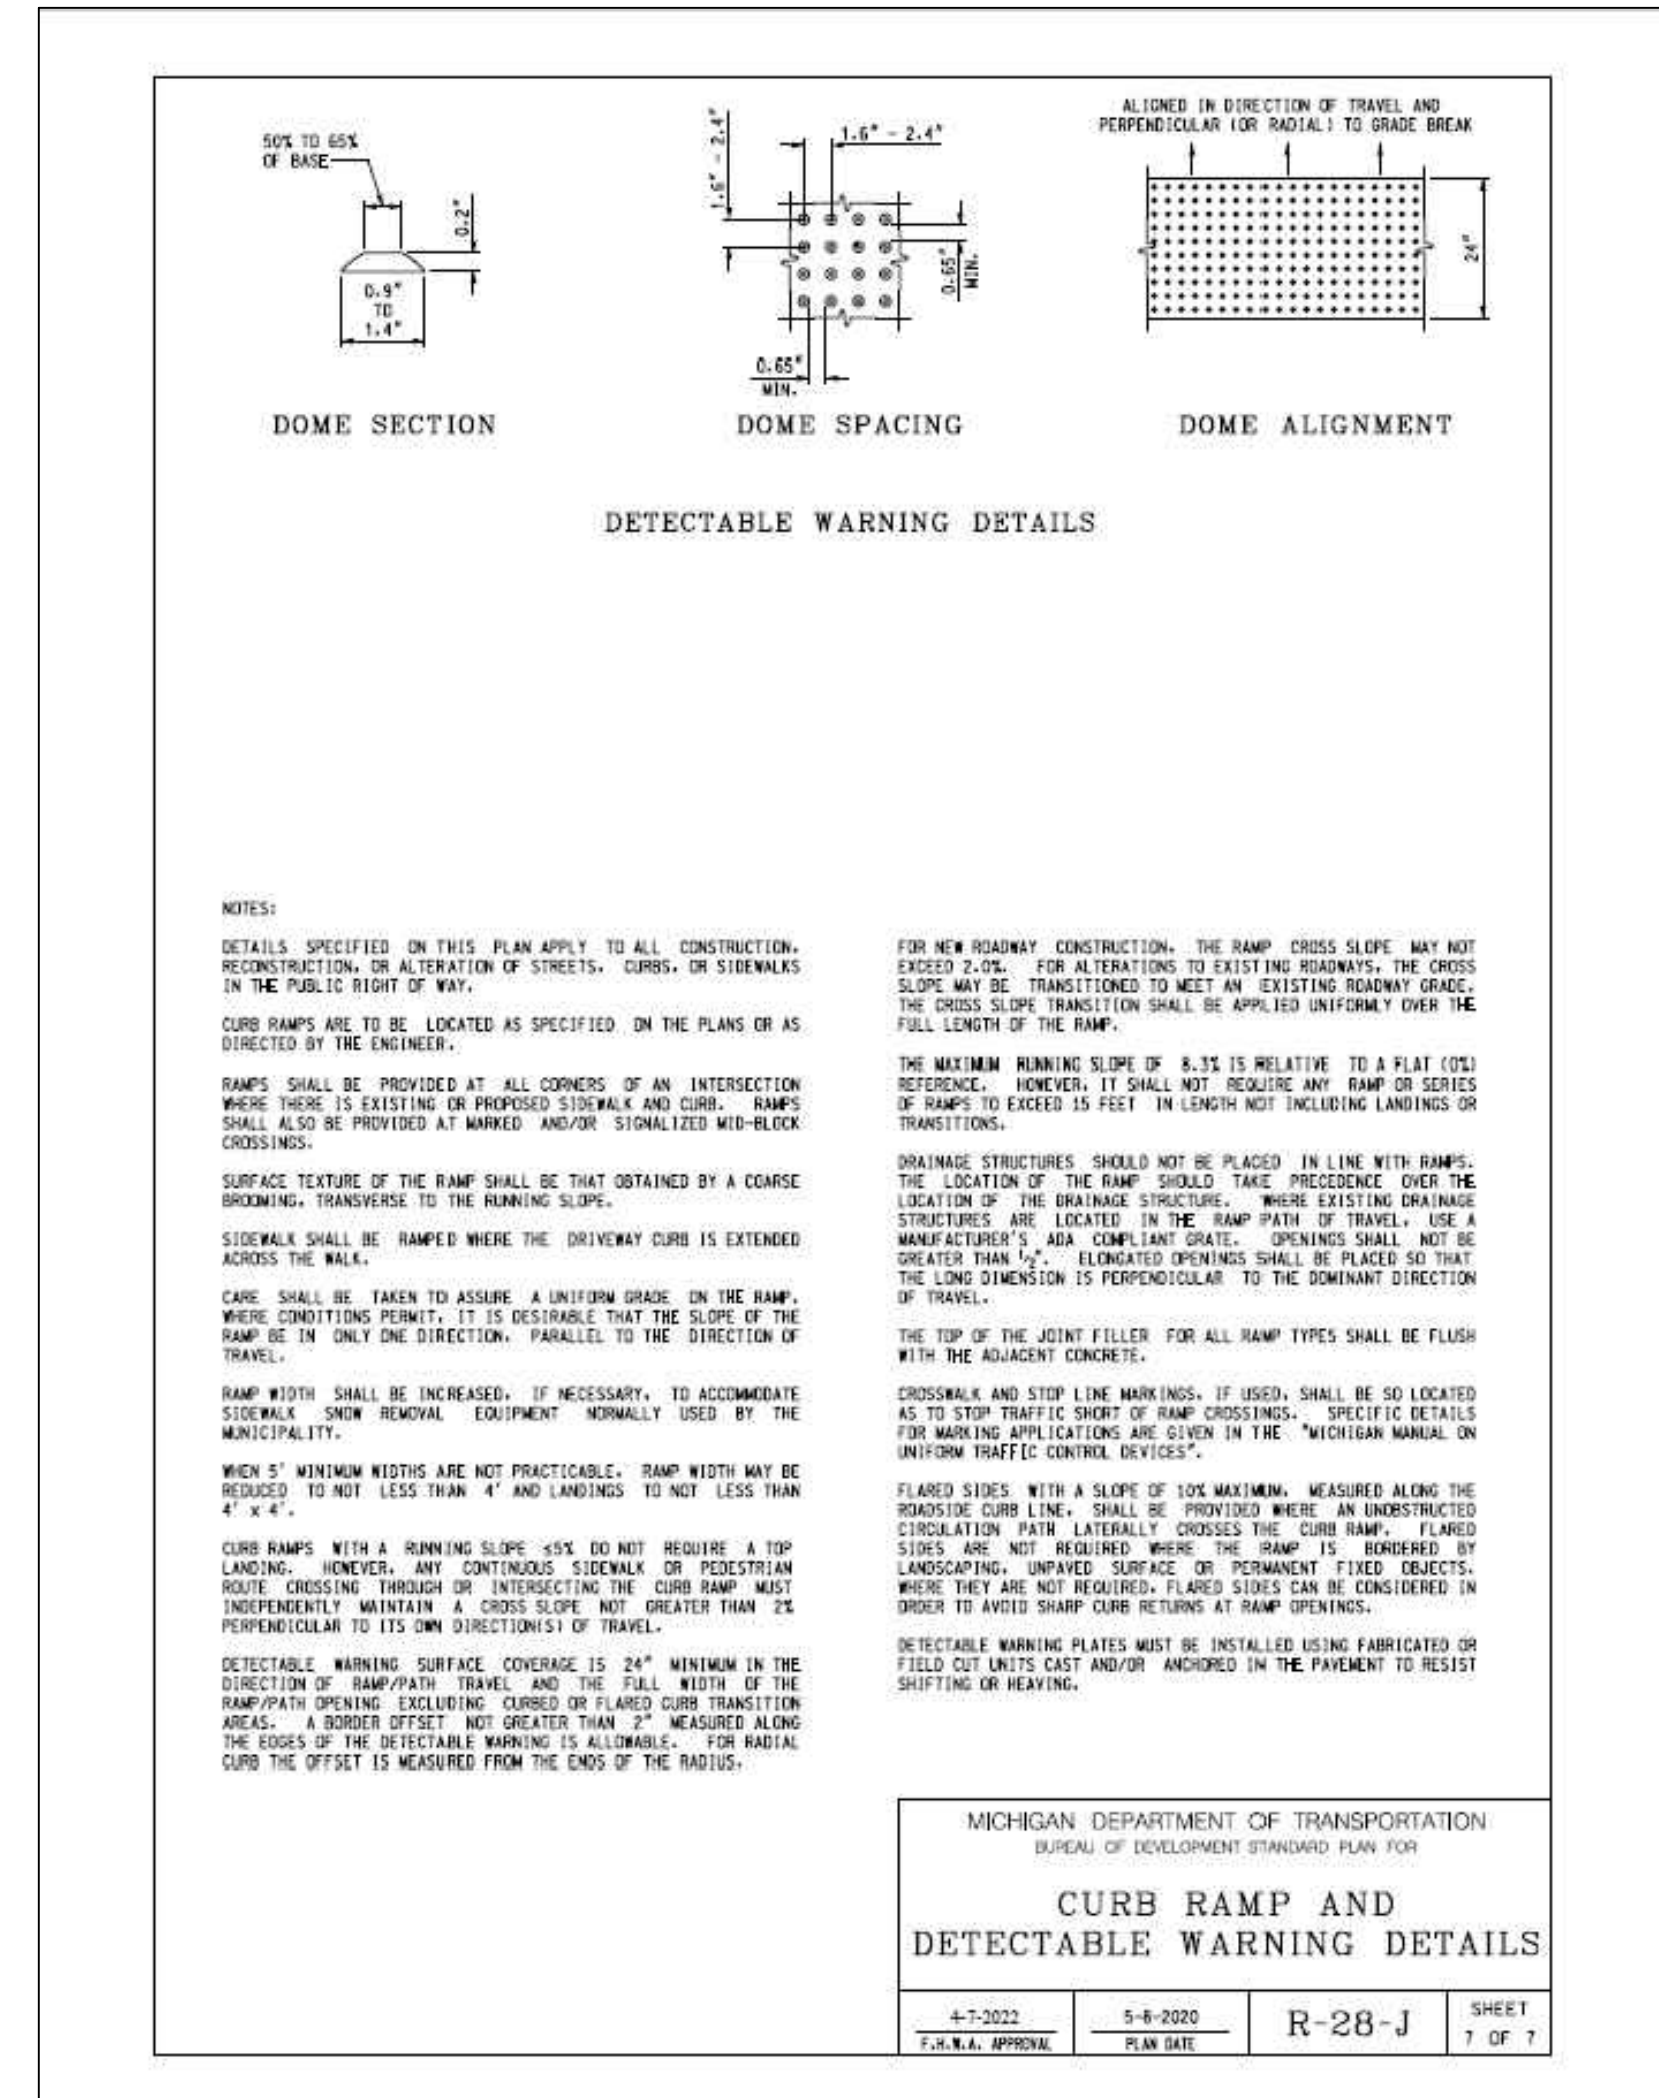 50% TO 65%
OF BASE
0.2"
0.9"
TO
1.4"
DOME SECTION
1.6" - 2.4"
1.6" - 2.4"
0.65"
MIN.
0.65"
MIN.
DOME SPACING
ALIGNED IN DIRECTION OF TRAVEL AND
PERPENDICULAR (OR RADIAL) TO GRADE BREAK
24"
DOME ALIGNMENT
DETECTABLE WARNING DETAILS
NOTES:
DETAILS SPECIFIED ON THIS PLAN APPLY TO ALL CONSTRUCTION,
RECONSTRUCTION, OR ALTERATION OF STREETS, CURBS, OR SIDEWALKS
IN THE PUBLIC RIGHT OF WAY.
CURB RAMPS ARE TO BE LOCATED AS SPECIFIED ON THE PLANS OR AS
DIRECTED BY THE ENGINEER.
RAMPS SHALL BE PROVIDED AT ALL CORNERS OF AN INTERSECTION
WHERE THERE IS EXISTING OR PROPOSED SIDEWALK AND CURB. RAMPS
SHALL ALSO BE PROVIDED AT MARKED AND/OR SIGNALIZED MID-BLOCK
CROSSINGS.
SURFACE TEXTURE OF THE RAMP SHALL BE THAT OBTAINED BY A COARSE
BROOMING, TRANSVERSE TO THE RUNNING SLOPE.
SIDEWALK SHALL BE RAMPED WHERE THE DRIVEWAY CURB IS EXTENDED
ACROSS THE WALK.
CARE SHALL BE TAKEN TO ASSURE A UNIFORM GRADE ON THE RAMP.
WHERE CONDITIONS PERMIT, IT IS DESIRABLE THAT THE SLOPE OF THE
RAMP BE IN ONLY ONE DIRECTION, PARALLEL TO THE DIRECTION OF
TRAVEL.
RAMP WIDTH SHALL BE INCREASED, IF NECESSARY, TO ACCOMMODATE
SIDEWALK SNOW REMOVAL EQUIPMENT NORMALLY USED BY THE
MUNICIPALITY.
WHEN 5' MINIMUM WIDTHS ARE NOT PRACTICABLE, RAMP WIDTH MAY BE
REDUCED TO NOT LESS THAN 4' AND LANDINGS TO NOT LESS THAN
4' x 4'.
CURB RAMPS WITH A RUNNING SLOPE ≤5% DO NOT REQUIRE A TOP
LANDING. HOWEVER, ANY CONTINUOUS SIDEWALK OR PEDESTRIAN
ROUTE CROSSING THROUGH OR INTERSECTING THE CURB RAMP MUST
INDEPENDENTLY MAINTAIN A CROSS SLOPE NOT GREATER THAN 2%
PERPENDICULAR TO ITS OWN DIRECTION(S) OF TRAVEL.
DETECTABLE WARNING SURFACE COVERAGE IS 24" MINIMUM IN THE
DIRECTION OF RAMP/PATH TRAVEL AND THE FULL WIDTH OF THE
RAMP/PATH OPENING EXCLUDING CURBED OR FLARED CURB TRANSITION
AREAS. A BORDER OFFSET NOT GREATER THAN 2" MEASURED ALONG
THE EDGES OF THE DETECTABLE WARNING IS ALLOWABLE. FOR RADIAL
CURB THE OFFSET IS MEASURED FROM THE ENDS OF THE RADIUS.
FOR NEW ROADWAY CONSTRUCTION, THE RAMP CROSS SLOPE MAY NOT
EXCEED 2.0%. FOR ALTERATIONS TO EXISTING ROADWAYS, THE CROSS
SLOPE MAY BE TRANSITIONED TO MEET AN EXISTING ROADWAY GRADE.
THE CROSS SLOPE TRANSITION SHALL BE APPLIED UNIFORMLY OVER THE
FULL LENGTH OF THE RAMP.
THE MAXIMUM RUNNING SLOPE OF 8.3% IS RELATIVE TO A FLAT (0%)
REFERENCE. HOWEVER, IT SHALL NOT REQUIRE ANY RAMP OR SERIES
OF RAMPS TO EXCEED 15 FEET IN LENGTH NOT INCLUDING LANDINGS OR
TRANSITIONS.
DRAINAGE STRUCTURES SHOULD NOT BE PLACED IN LINE WITH RAMPS.
THE LOCATION OF THE RAMP SHOULD TAKE PRECEDENCE OVER THE
LOCATION OF THE DRAINAGE STRUCTURE. WHERE EXISTING DRAINAGE
STRUCTURES ARE LOCATED IN THE RAMP PATH OF TRAVEL, USE A
MANUFACTURER'S ADA COMPLIANT GRATE. OPENINGS SHALL NOT BE
GREATER THAN 1/2". ELONGATED OPENINGS SHALL BE PLACED SO THAT
THE LONG DIMENSION IS PERPENDICULAR TO THE DOMINANT DIRECTION
OF TRAVEL.
THE TOP OF THE JOINT FILLER FOR ALL RAMP TYPES SHALL BE FLUSH
WITH THE ADJACENT CONCRETE.
CROSSWALK AND STOP LINE MARKINGS, IF USED, SHALL BE SO LOCATED
AS TO STOP TRAFFIC SHORT OF RAMP CROSSINGS. SPECIFIC DETAILS
FOR MARKING APPLICATIONS ARE GIVEN IN THE "MICHIGAN MANUAL ON
UNIFORM TRAFFIC CONTROL DEVICES".
FLARED SIDES WITH A SLOPE OF 10% MAXIMUM, MEASURED ALONG THE
ROADSIDE CURB LINE, SHALL BE PROVIDED WHERE AN UNOBSTRUCTED
CIRCULATION PATH LATERALLY CROSSES THE CURB RAMP. FLARED
SIDES ARE NOT REQUIRED WHERE THE RAMP IS BORDERED BY
LANDSCAPING, UNPAVED SURFACE OR PERMANENT FIXED OBJECTS.
WHERE THEY ARE NOT REQUIRED, FLARED SIDES CAN BE CONSIDERED IN
ORDER TO AVOID SHARP CURB RETURNS AT RAMP OPENINGS.
DETECTABLE WARNING PLATES MUST BE INSTALLED USING FABRICATED OR
FIELD CUT UNITS CAST AND/OR ANCHORED IN THE PAVEMENT TO RESIST
SHIFTING OR HEAVING.
MICHIGAN DEPARTMENT OF TRANSPORTATION
BUREAU OF DEVELOPMENT STANDARD PLAN FOR
CURB RAMP AND
DETECTABLE WARNING DETAILS
4-7-2022
F.H.W.A. APPROVAL
5-6-2020
PLAN DATE
R-28-J
SHEET
7 OF 7